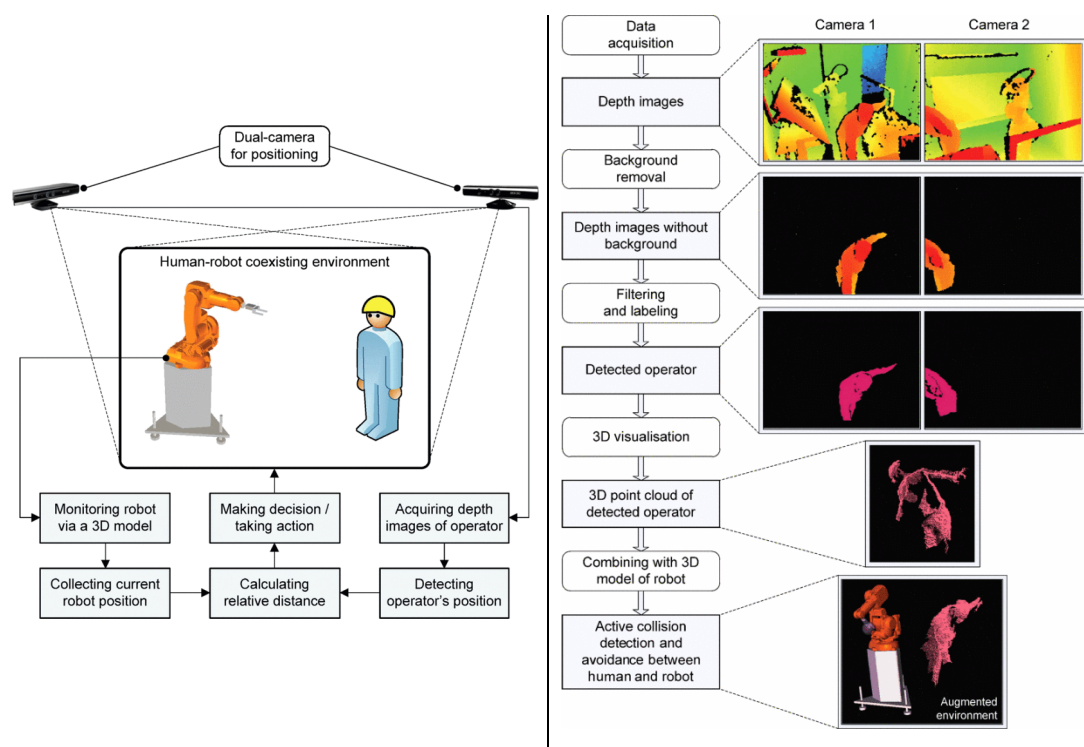 Dual-camera
for positioning
Human-robot coexisting environment
Monitoring robot
via a 3D model
Making decision /
taking action
Acquiring depth
images of operator
Collecting current
robot position
Calculating
relative distance
Detecting
operator's position
Data
acquisition
Camera 1
Camera 2
Depth images
Background
removal
Depth images without
background
Filtering
and labeling
Detected operator
3D visualisation
3D point cloud of
detected operator
Combining with 3D
model of robot
Active collision
detection and
avoidance between
human and robot
Augmented
environment